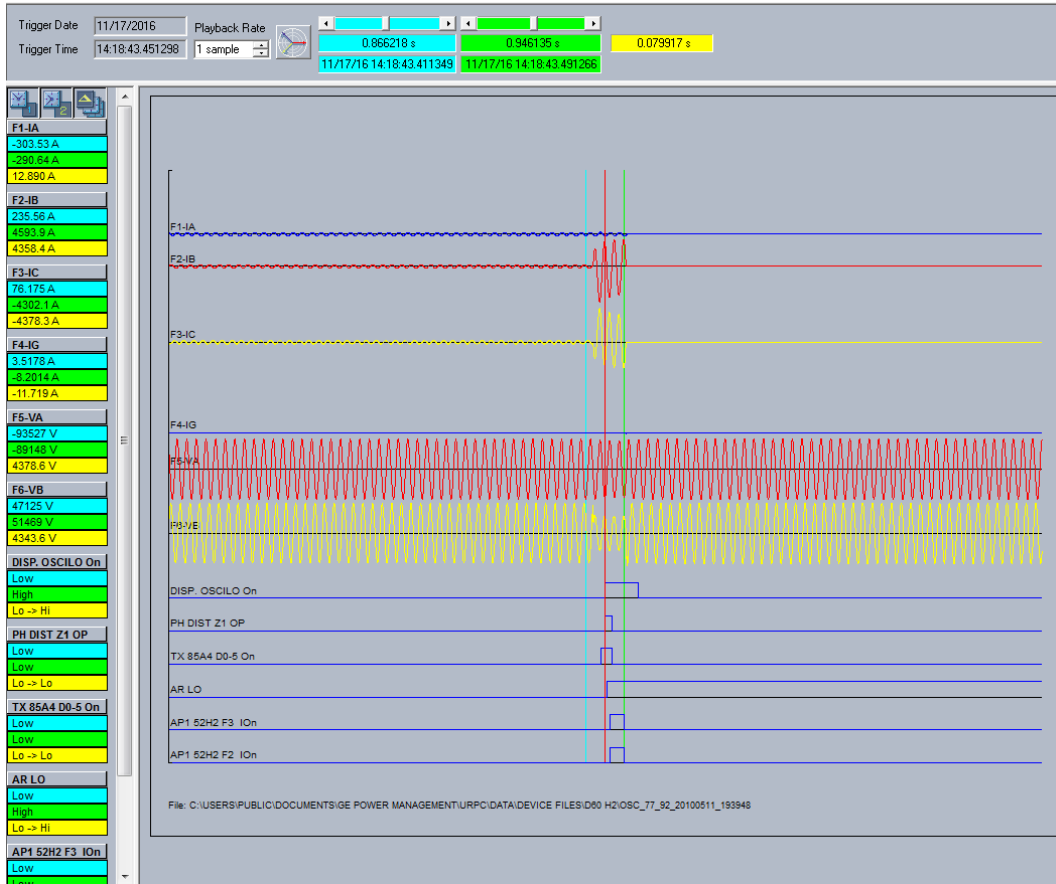 Trigger Date 11/17/2016 Playback Rate
Trigger Time 14:18:43.451298 1 sample
0.866218 s 0.946135 s 0.079917 s
11/17/16 14:18:43.411349 11/17/16 14:18:43.491266
2
F1-IA
-303.53 A
-290.64 A
12.890 A
F2-IB
235.56 A
4593.9 A
4358.4 A
F3-IC
76.175 A
-4302.1 A
-4378.3 A
F4-IG
3.5178 A
-8.2014 A
-11.719 A
F5-VA
-93527 V
-89148 V
4378.6 V
F6-VB
47125 V
51469 V
4343.6 V
DISP. OSCILO On
Low
High
Lo -> Hi
PH DIST Z1 OP
Low
Low
Lo -> Lo
TX 85A4 D0-5 On
Low
Low
Lo -> Lo
AR LO
Low
High
Lo -> Hi
AP1 52H2 F3 IOn
Low
Low
F1-IA
F2-IB
F3-IC
F4-IG
F5-VA
F6-VE
DISP. OSCILO On
PH DIST Z1 OP
TX 85A4 D0-5 On
AR LO
AP1 52H2 F3 IOn
AP1 52H2 F2 IOn
File: C:\USERS\PUBLIC\DOCUMENTS\GE POWER MANAGEMENT\URPC\DATA\DEVICE FILES\D60 H2\OSC_77_92_20100511_193948